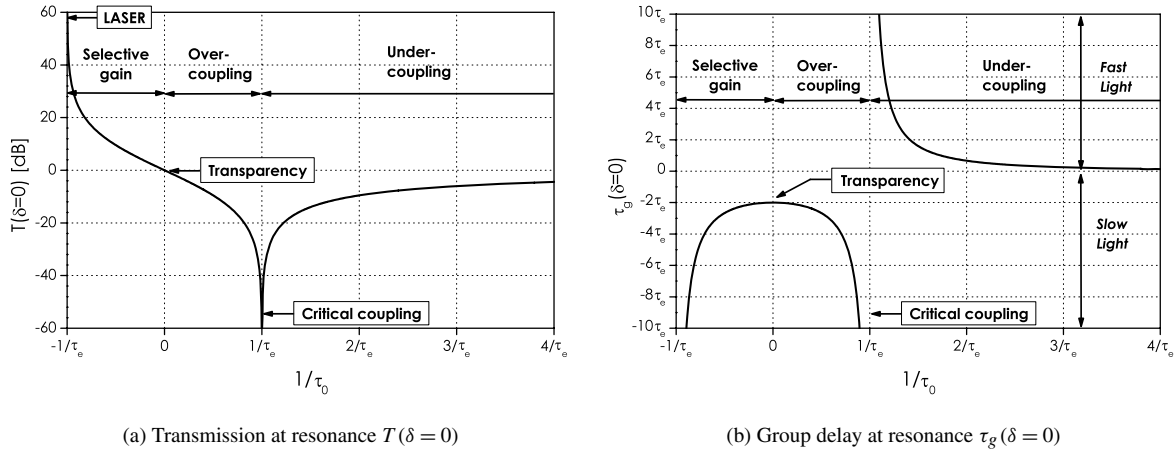 60
40
20
0
-20
-40
-60
T(δ=0) [dB]
LASER
Selective
gain
Over-
coupling
Under-
coupling
Transparency
Critical coupling
-1/τe
0
1/τe
2/τe
3/τe
4/τe
1/τ0
(a) Transmission at resonance T(δ = 0)
10τe
8τe
6τe
4τe
2τe
0
-2τe
-4τe
-6τe
-8τe
-10τe
τg(δ=0)
Selective
gain
Over-
coupling
Under-
coupling
Fast
Light
Transparency
Slow
Light
Critical coupling
-1/τe
0
1/τe
2/τe
3/τe
4/τe
1/τ0
(b) Group delay at resonance τg(δ = 0)